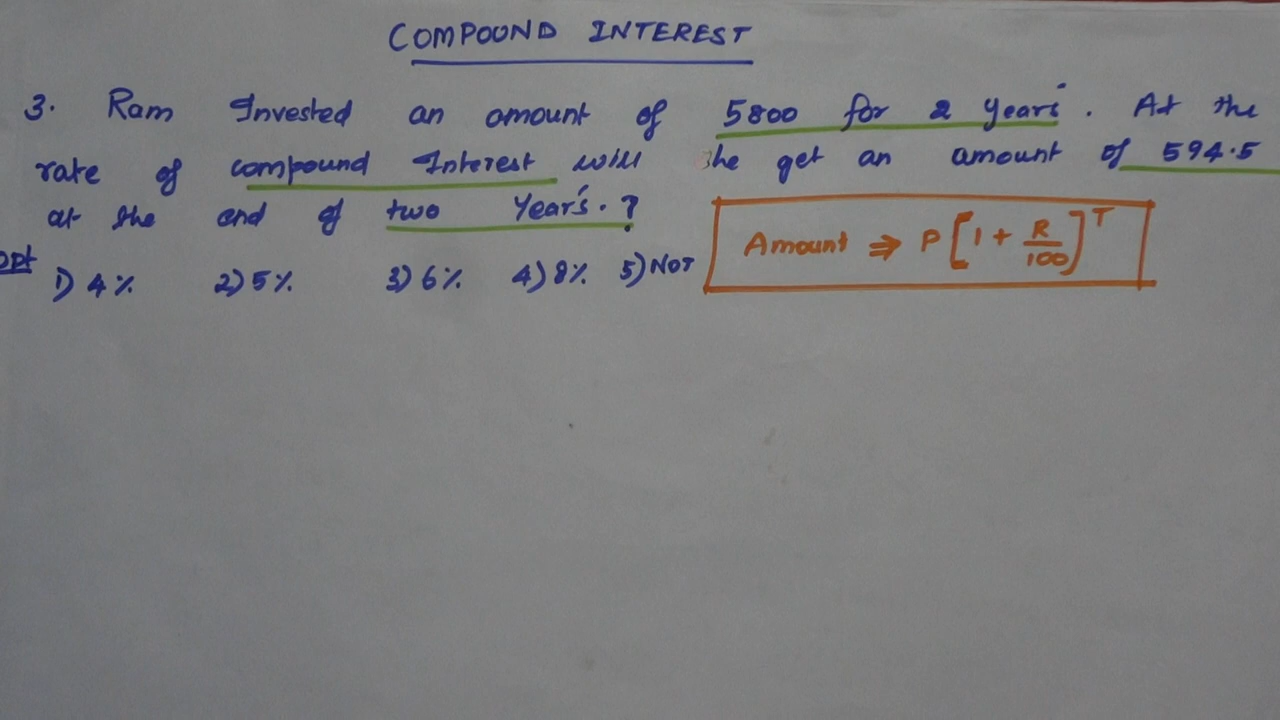 COMPOUND INTEREST
3. Ram Invested an amount of 5800 for 2 years. At the
rate of compound Interest will he get an amount of 594.5
at the end of two Year's.?
Opt 1) 4% 2) 5% 3) 6% 4) 8% 5) NOT
Amount ⇒ P[1 + R/100]^T